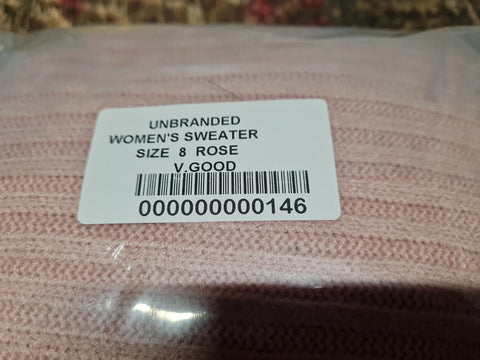 UNBRANDED
WOMEN'S SWEATER
SIZE 8 ROSE
V.GOOD
000000000146